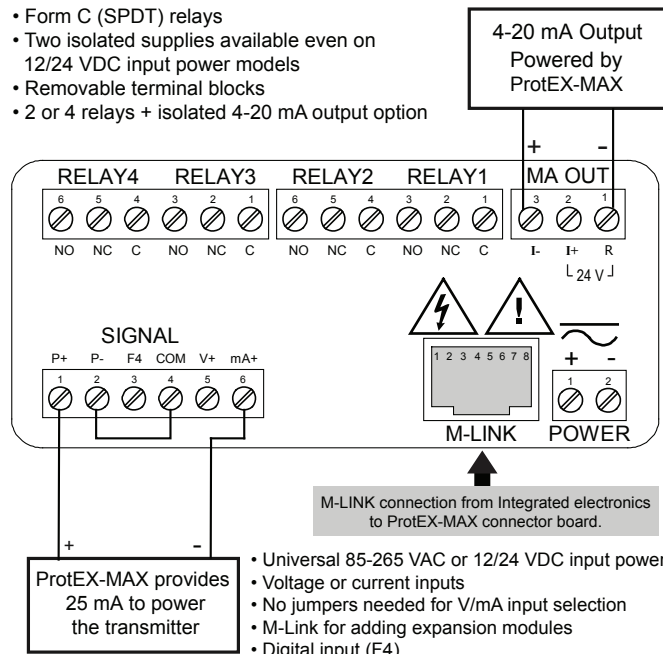 • Form C (SPDT) relays
• Two isolated supplies available even on
12/24 VDC input power models
• Removable terminal blocks
• 2 or 4 relays + isolated 4-20 mA output option
4-20 mA Output
Powered by
ProtEX-MAX
+ -
RELAY4 RELAY3 RELAY2 RELAY1 MA OUT
6 5 4 3 2 1 6 5 4 3 2 1 3 2 1
NO NC C NO NC C NO NC C NO NC C I- I+ R
24 V
SIGNAL
P+ P- F4 COM V+ mA+
1 2 3 4 5 6
!
1 2 3 4 5 6 7 8
+ -
1 2
M-LINK POWER
M-LINK connection from Integrated electronics
to ProtEX-MAX connector board.
+ -
ProtEX-MAX provides
25 mA to power
the transmitter
• Universal 85-265 VAC or 12/24 VDC input power
• Voltage or current inputs
• No jumpers needed for V/mA input selection
• M-Link for adding expansion modules
• Digital input (F4)